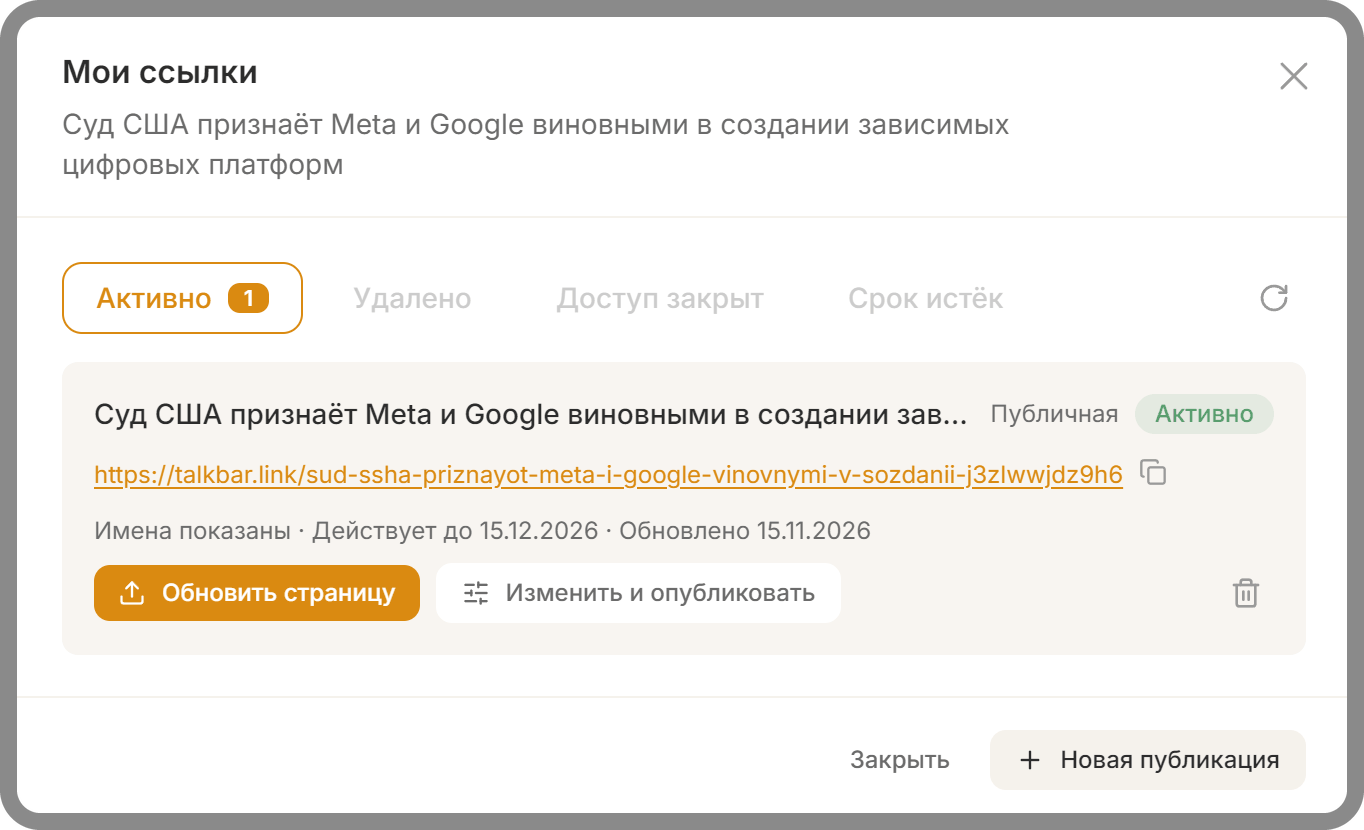 Мои ссылки
Суд США признаёт Meta и Google виновными в создании зависимых
цифровых платформ
Активно 1 Удалено Доступ закрыт Срок истёк
Суд США признаёт Meta и Google виновными в создании зав... Публичная Активно
https://talkbar.link/sud-ssha-priznayot-meta-i-google-vinovnymi-v-sozdanii-j3zlwwjdz9h6
Имена показаны · Действует до 15.12.2026 · Обновлено 15.11.2026
Обновить страницу Изменить и опубликовать
Закрыть + Новая публикация